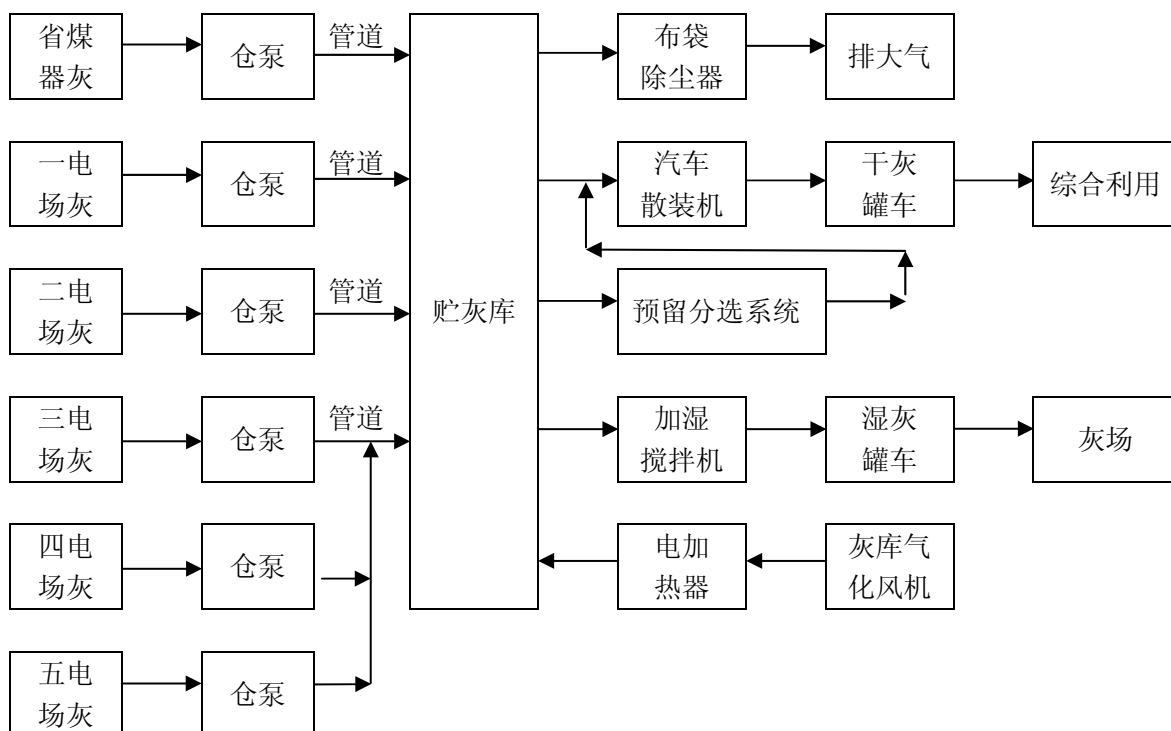 省煤
器灰
仓泵
管道
布袋
除尘器
排大气
一电
场灰
仓泵
管道
汽车
散装机
干灰
罐车
综合利用
二电
场灰
仓泵
管道
贮灰库
预留分选系统
三电
场灰
仓泵
管道
加湿
搅拌机
湿灰
罐车
灰场
四电
场灰
仓泵
电加
热器
灰库气
化风机
五电
场灰
仓泵